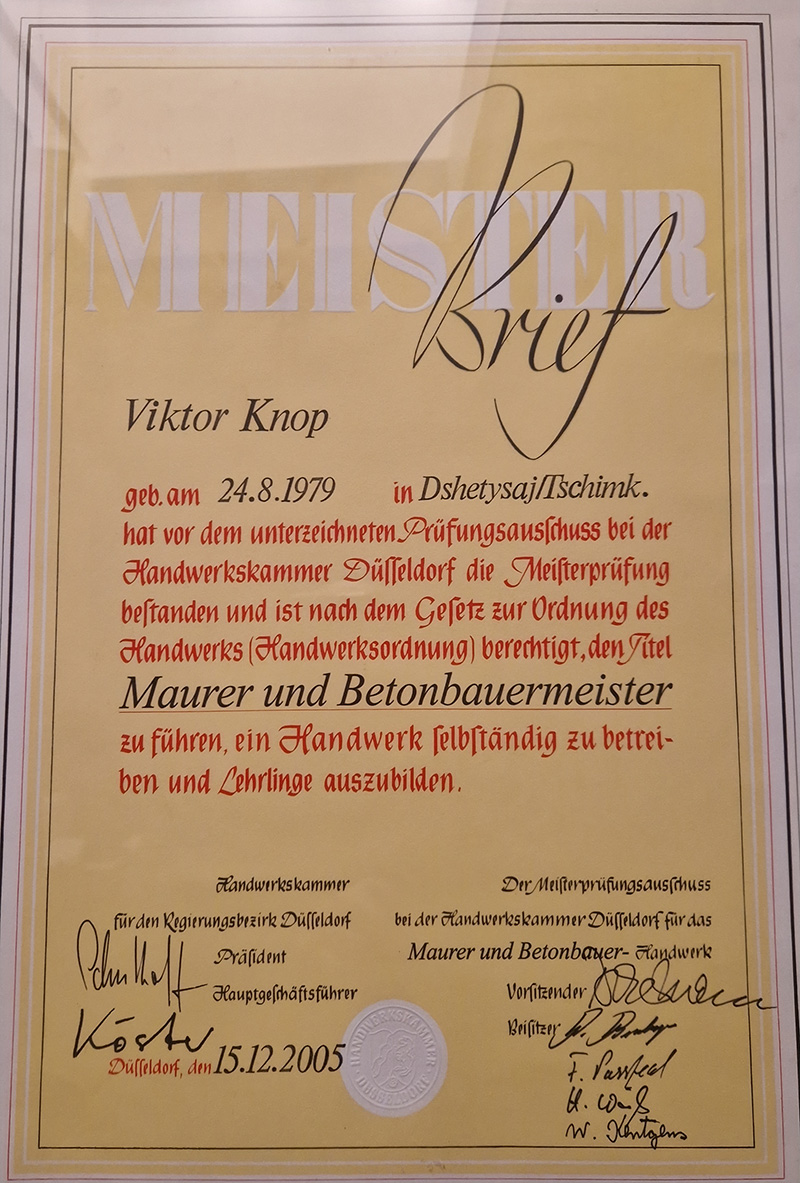 MEISTER
Brief
Viktor Knop
geb. am 24.8.1979 in Dshetysaj/Tschimk.
hat vor dem unterzeichneten Prüfungsausſchuss bei der
Handwerkskammer Düſſeldorf die Meiſterprüfung
beſtanden und ist nach dem Geſetz zur Ordnung des
Handwerks (Handwerksordnung) berechtigt, den Titel
Maurer und Betonbauermeister
zu führen, ein Handwerk ſelbſtändig zu betrei-
ben und Lehrlinge auszubilden.
Handwerkskammer
für den Regierungsbezirk Düſſeldorf
Präſident
Hauptgeſchäftsführer
Köster
Düſſeldorf, den 15.12.2005
HANDWERKSKAMMER DÜSSELDORF
Der Meiſterprüfungsausſchuss
bei der Handwerkskammer Düſſeldorf für das
Maurer und Betonbauer- Handwerk
Vorſitzender
Beiſitzer
W. Kentgens